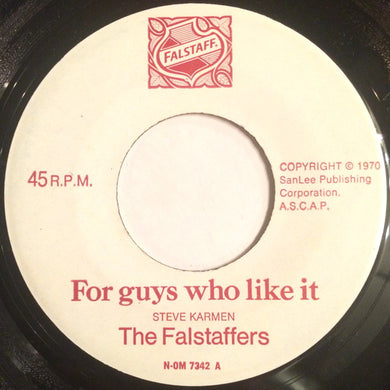 FALSTAFF.
45 R.P.M.
COPYRIGHT © 1970
SanLee Publishing
Corporation.
A.S.C.A.P.
For guys who like it
STEVE KARMEN
The Falstaffers
N-OM 7342 A